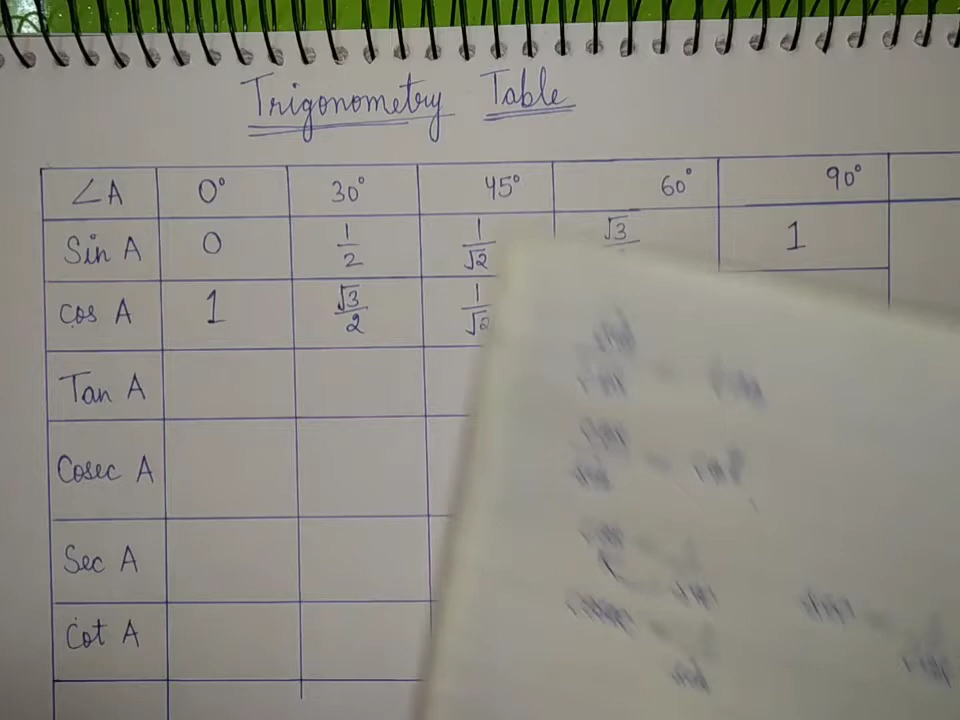 Trigonometry Table
∠A 0° 30° 45° 60° 90°
Sin A 0 1/2 1/√2 √3 1
cos A 1 √3/2 1/√2
Tan A
Cosec A
Sec A
Cot A